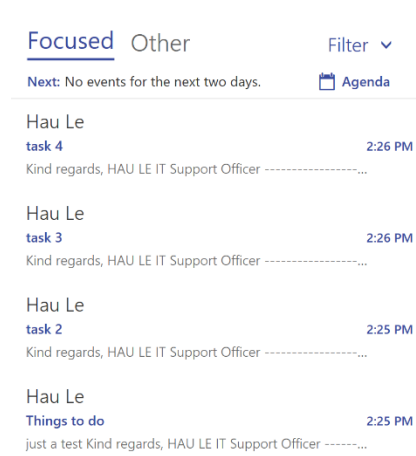 Focused Other Filter
Next: No events for the next two days. Agenda
Hau Le
task 4 2:26 PM
Kind regards, HAU LE IT Support Officer -----------------...
Hau Le
task 3 2:26 PM
Kind regards, HAU LE IT Support Officer -----------------...
Hau Le
task 2 2:25 PM
Kind regards, HAU LE IT Support Officer -----------------...
Hau Le
Things to do 2:25 PM
just a test Kind regards, HAU LE IT Support Officer ------...